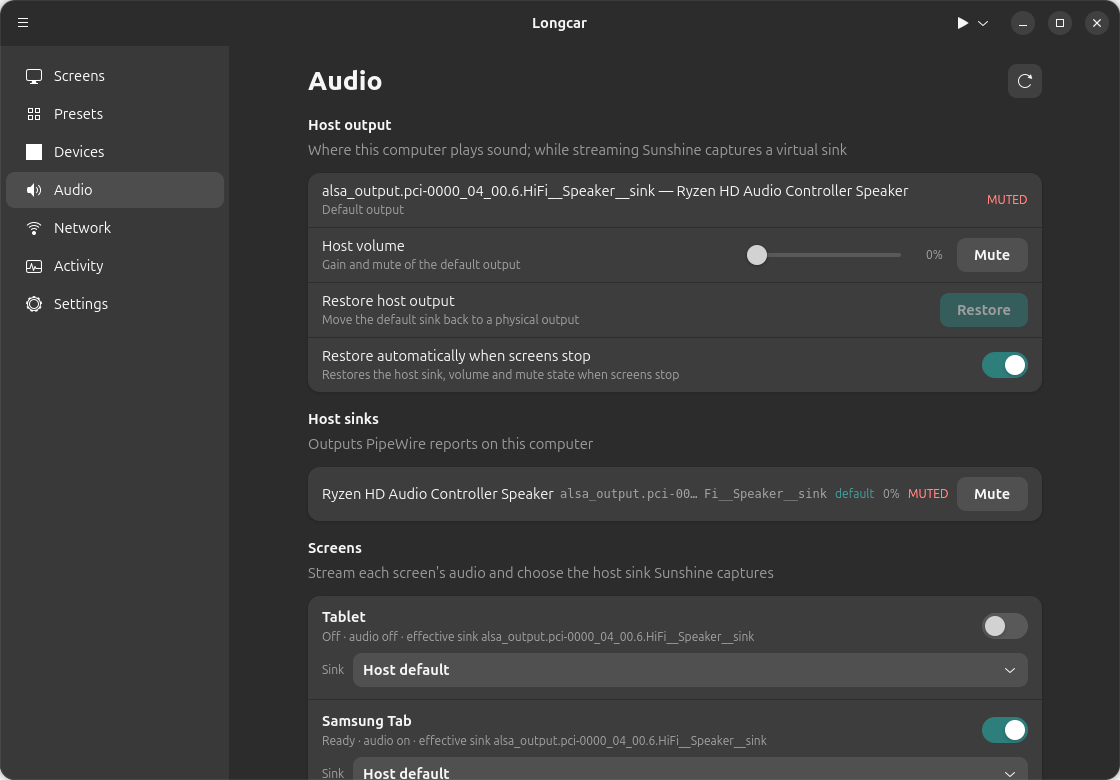 Longcar
Screens
Presets
Devices
Audio
Network
Activity
Settings
Audio
Host output
Where this computer plays sound; while streaming Sunshine captures a virtual sink
alsa_output.pci-0000_04_00.6.HiFi__Speaker__sink — Ryzen HD Audio Controller Speaker
Default output
MUTED
Host volume
Gain and mute of the default output
0%
Mute
Restore host output
Move the default sink back to a physical output
Restore
Restore automatically when screens stop
Restores the host sink, volume and mute state when screens stop
Host sinks
Outputs PipeWire reports on this computer
Ryzen HD Audio Controller Speaker alsa_output.pci-00… Fi__Speaker__sink default 0% MUTED Mute
Screens
Stream each screen's audio and choose the host sink Sunshine captures
Tablet
Off · audio off · effective sink alsa_output.pci-0000_04_00.6.HiFi__Speaker__sink
Sink Host default
Samsung Tab
Ready · audio on · effective sink alsa_output.pci-0000_04_00.6.HiFi__Speaker__sink
Sink Host default